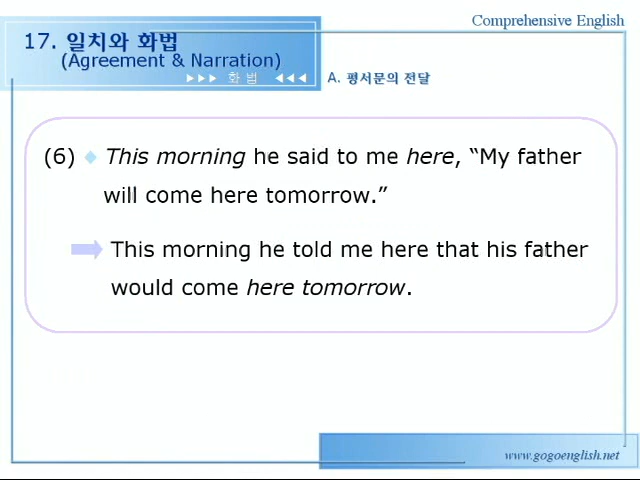 Comprehensive English
17. 일치와 화법
(Agreement & Narration)
▶▶▶ 화 법 ◀◀◀
A. 평서문의 전달
(6) ◆ This morning he said to me here, “My father
will come here tomorrow.”
This morning he told me here that his father
would come here tomorrow.
www.gogoenglish.net